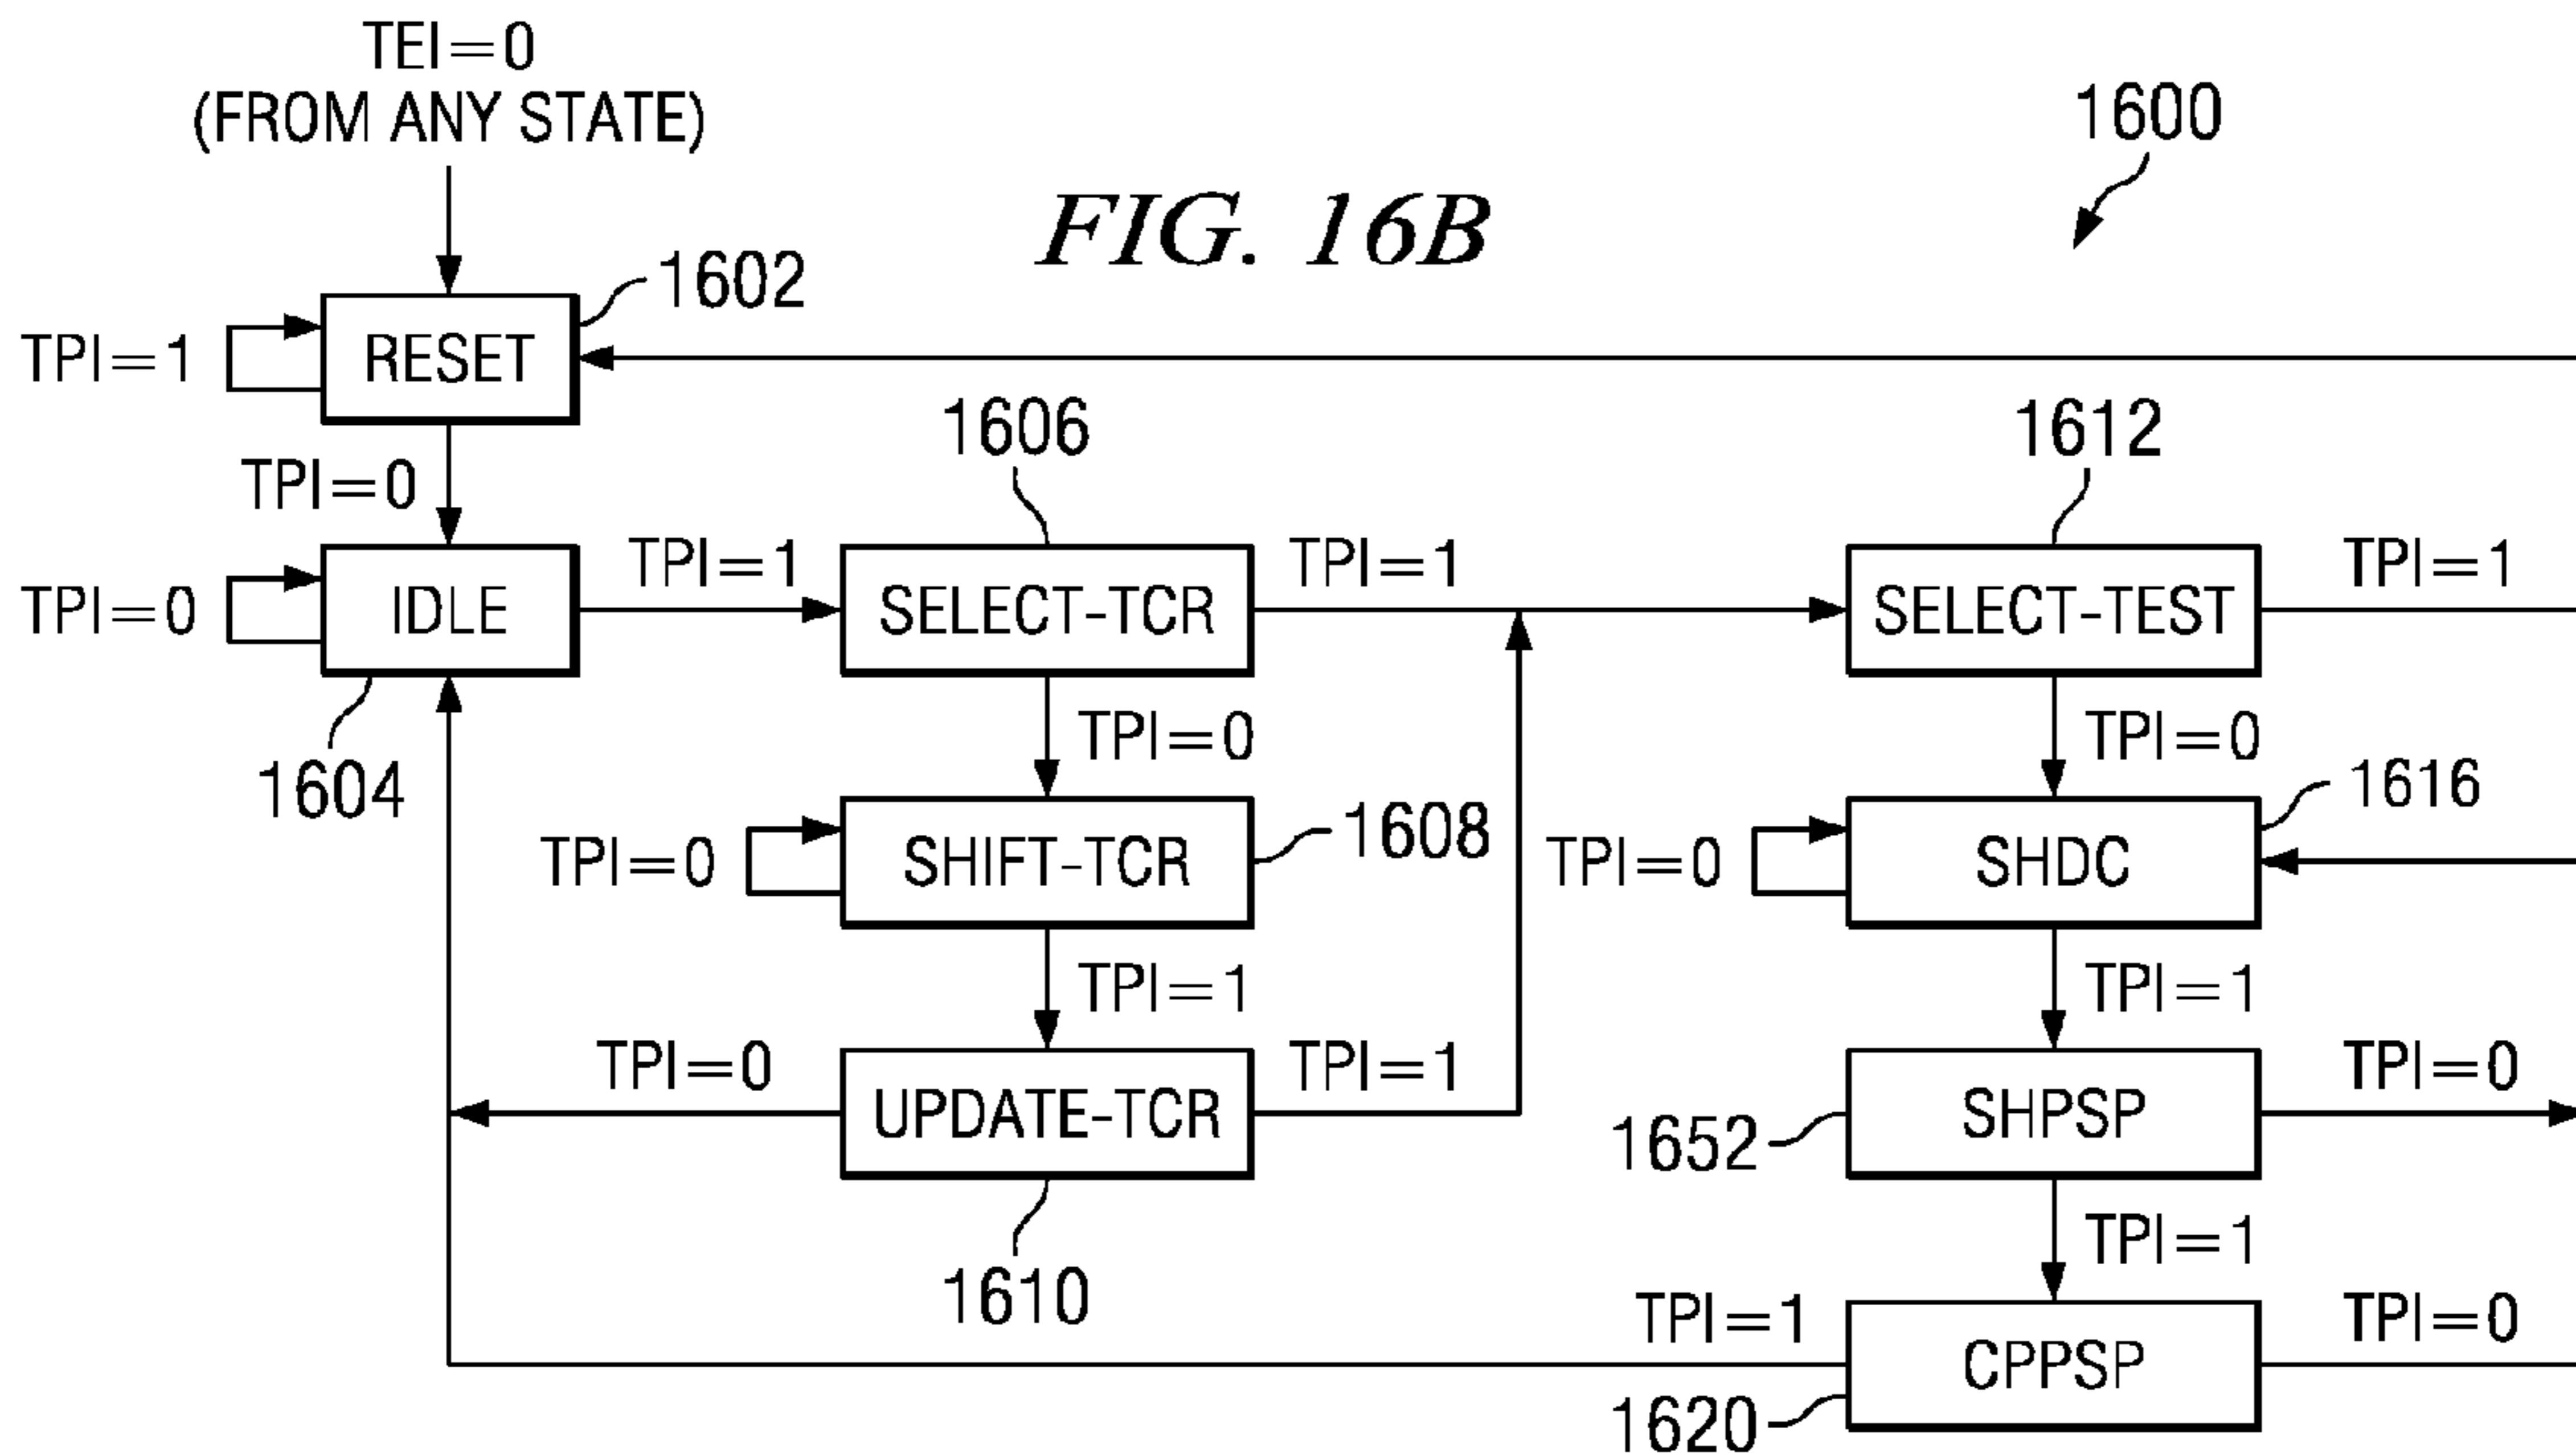 TEI=0
(FROM ANY STATE)
1600
FIG. 16B
1602
TPI=1
RESET
1606
1612
TPI=0
TPI=0
IDLE
TPI=1
SELECT-TCR
TPI=1
SELECT-TEST
TPI=1
1604
TPI=0
TPI=0
1616
TPI=0
SHIFT-TCR
1608
TPI=0
SHDC
TPI=1
TPI=1
TPI=0
UPDATE-TCR
TPI=1
1652
SHPSP
TPI=0
1610
TPI=1
TPI=1
CPPSP
TPI=0
1620